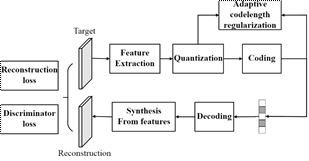 Adaptive
codelength
regularization
Target
Feature
Extraction
Quantization
Coding
Reconstruction
loss
Discriminator
loss
Synthesis
From features
Decoding
Reconstruction